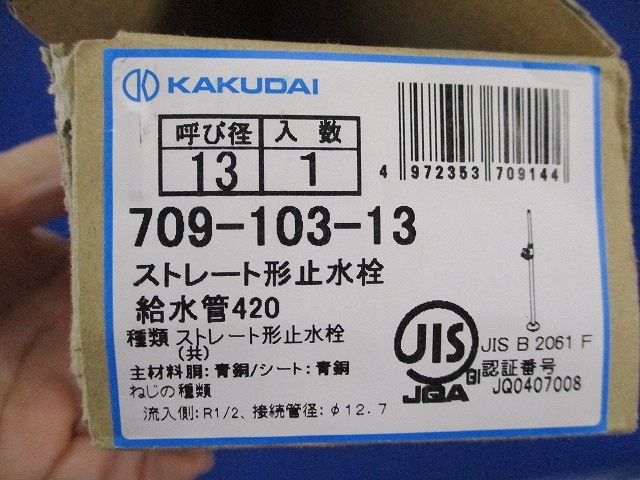 KAKUDAI
呼び径 入数
13 1
4 972353 709144
709-103-13
ストレート形止水栓
給水管420
種類 ストレート形止水栓
(共)
主材料胴:青銅/シート:青銅
ねじの種類
流入側:R1/2、接続管径:φ12.7
JIS
JQA
JIS B 2061 F
認証番号
JQ0407008